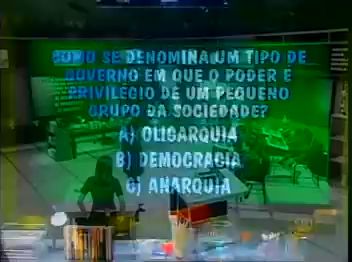 COMO SE DENOMINA UM TIPO DE
GOVERNO EM QUE O PODER É
PRIVILÉGIO DE UM PEQUENO
GRUPO DA SOCIEDADE?
A) OLIGARQUIA
B) DEMOCRACIA
C) ANARQUIA